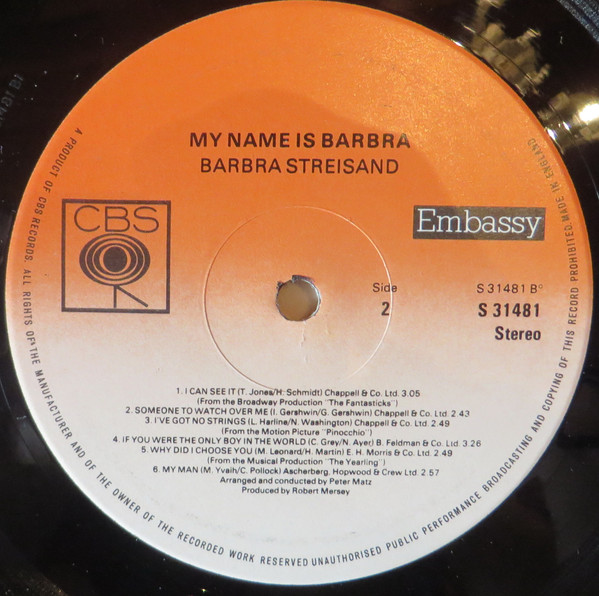 MY NAME IS BARBRA
BARBRA STREISAND
CBS
Embassy
Side
2
S 31481 B°
S 31481
Stereo
1. I CAN SEE IT (T. Jones/H. Schmidt) Chappell & Co. Ltd. 3.05
(From the Broadway Production "The Fantasticks")
2. SOMEONE TO WATCH OVER ME (I. Gershwin/G. Gershwin) Chappell & Co. Ltd 2.43
3. I'VE GOT NO STRINGS (L. Harline/N. Washington) Chappell & Co. Ltd. 2.49
(From the Motion Picture "Pinocchio")
4. IF YOU WERE THE ONLY BOY IN THE WORLD (C. Grey/N. Ayer) B. Feldman & Co. Ltd 3.26
5. WHY DID I CHOOSE YOU (M. Leonard/H. Martin) E. H. Morris & Co. Ltd 2.49
(From the Musical Production "The Yearling")
6. MY MAN (M. Yvaih/C. Pollock) Ascherberg, Hopwood & Crew Ltd 2.57
Arranged and conducted by Peter Matz
Produced by Robert Mersey
A PRODUCT OF CBS RECORDS. ALL RIGHTS OF THE MANUFACTURER AND OF THE OWNER OF THE RECORDED WORK RESERVED UNAUTHORISED PUBLIC PERFORMANCE BROADCASTING AND COPYING OF THIS RECORD PROHIBITED. MADE IN ENGLAND